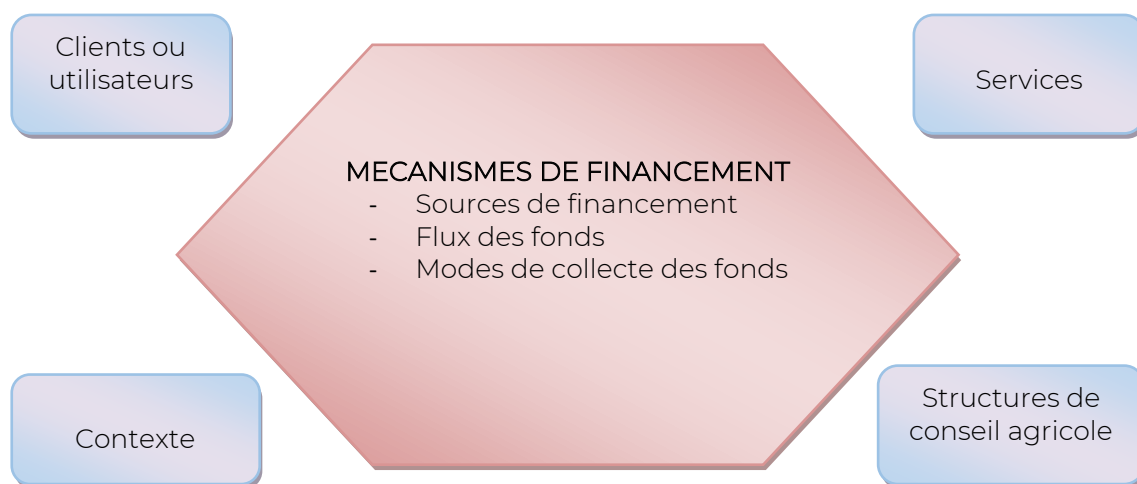 Clients ou
utilisateurs
Services
MECANISMES DE FINANCEMENT
- Sources de financement
- Flux des fonds
- Modes de collecte des fonds
Contexte
Structures de
conseil agricole